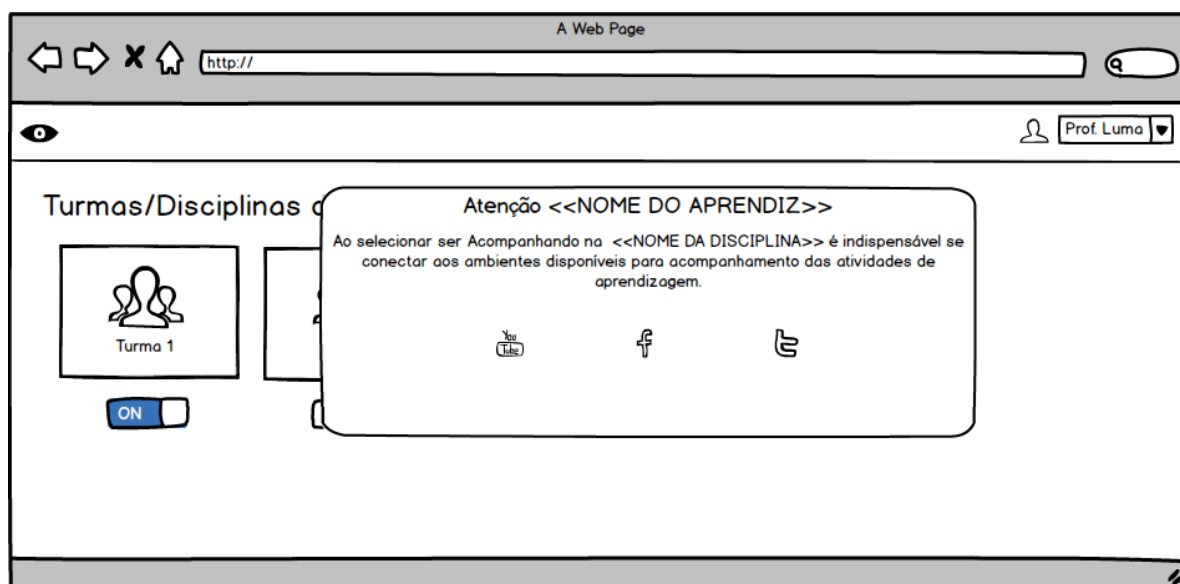 A Web Page
http://
Prof. Luma
Turmas/Disciplinas
Atenção <<NOME DO APRENDIZ>>
Ao selecionar ser Acompanhando na <<NOME DA DISCIPLINA>> é indispensável se
conectar aos ambientes disponíveis para acompanhamento das atividades de
aprendizagem.
You
Tube
Turma 1
ON